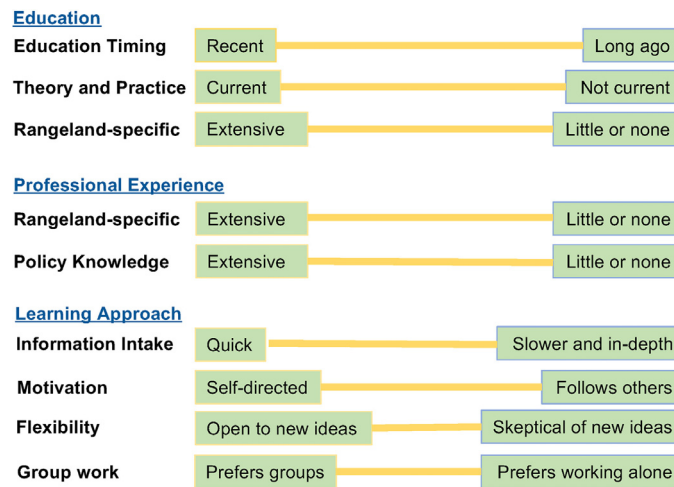 Education
Education Timing Recent Long ago
Theory and Practice Current Not current
Rangeland-specific Extensive Little or none
Professional Experience
Rangeland-specific Extensive Little or none
Policy Knowledge Extensive Little or none
Learning Approach
Information Intake Quick Slower and in-depth
Motivation Self-directed Follows others
Flexibility Open to new ideas Skeptical of new ideas
Group work Prefers groups Prefers working alone